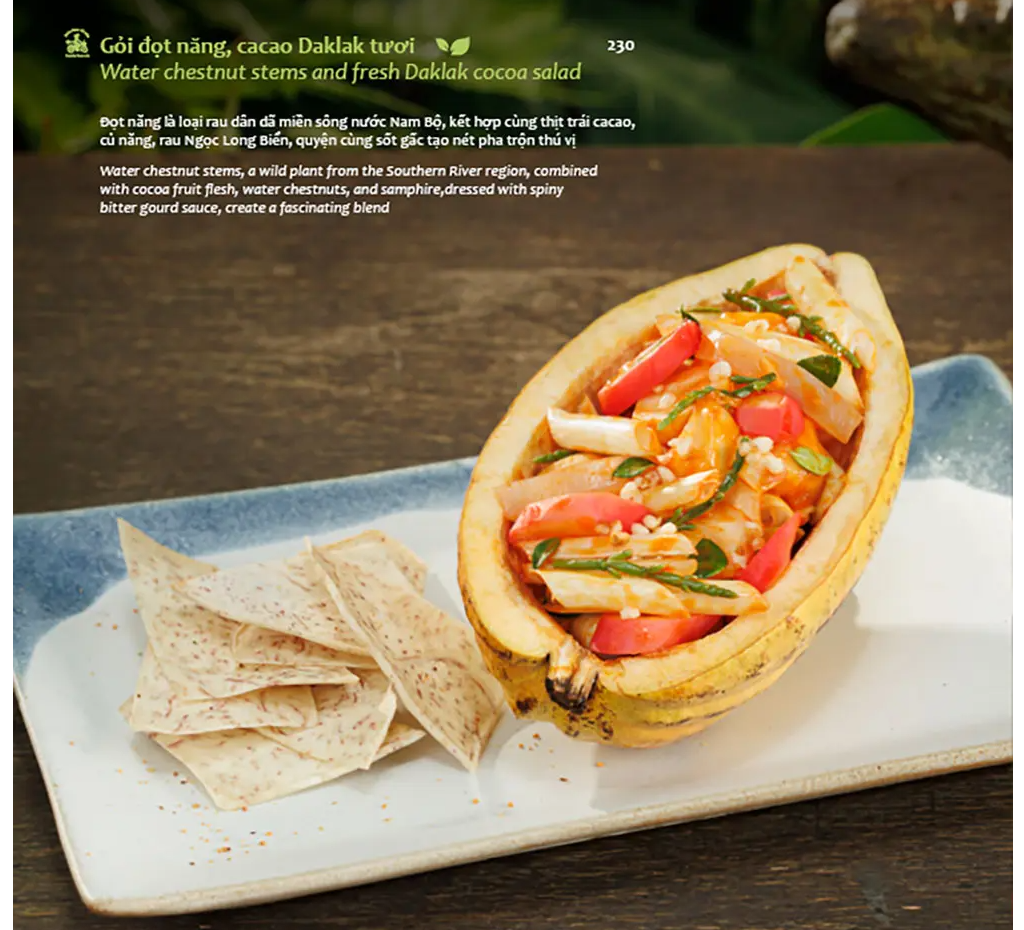 Gỏi đọt năng, cacao Daklak tươi 230
Water chestnut stems and fresh Daklak cocoa salad
Đọt năng là loại rau dân dã miền sông nước Nam Bộ, kết hợp cùng thịt trái cacao,
củ năng, rau Ngọc Long Biển, quyện cùng sốt gấc tạo nét pha trộn thú vị
Water chestnut stems, a wild plant from the Southern River region, combined
with cocoa fruit flesh, water chestnuts, and samphire,dressed with spiny
bitter gourd sauce, create a fascinating blend